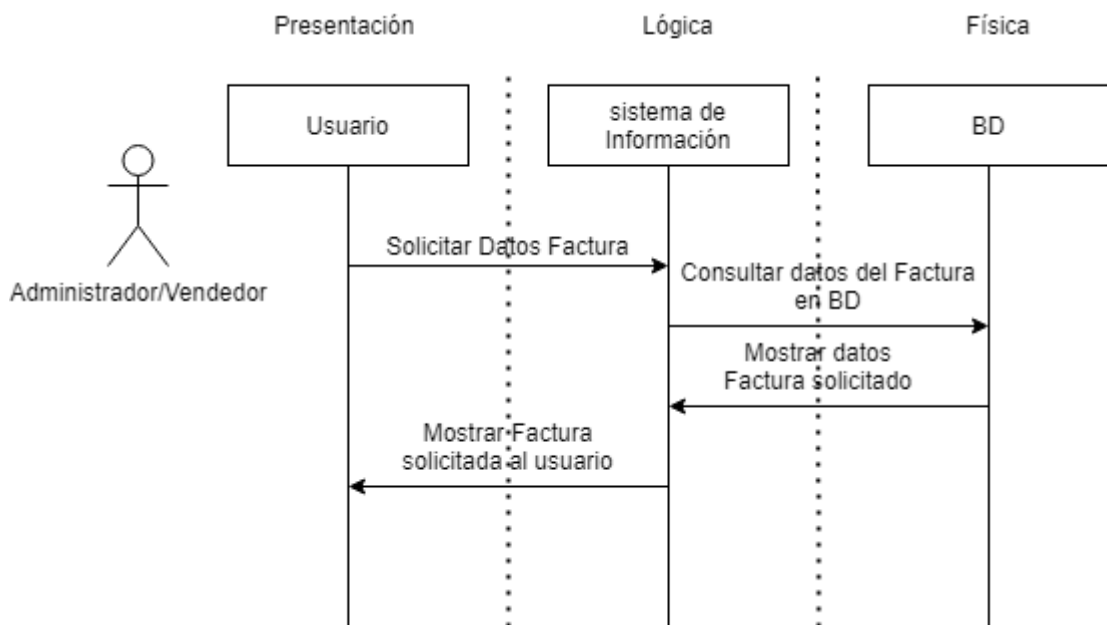 Presentación
Lógica
Física
Usuario
sistema de
Información
BD
Administrador/Vendedor
Solicitar Datos Factura
Consultar datos del Factura
en BD
Mostrar datos
Factura solicitado
Mostrar Factura
solicitada al usuario